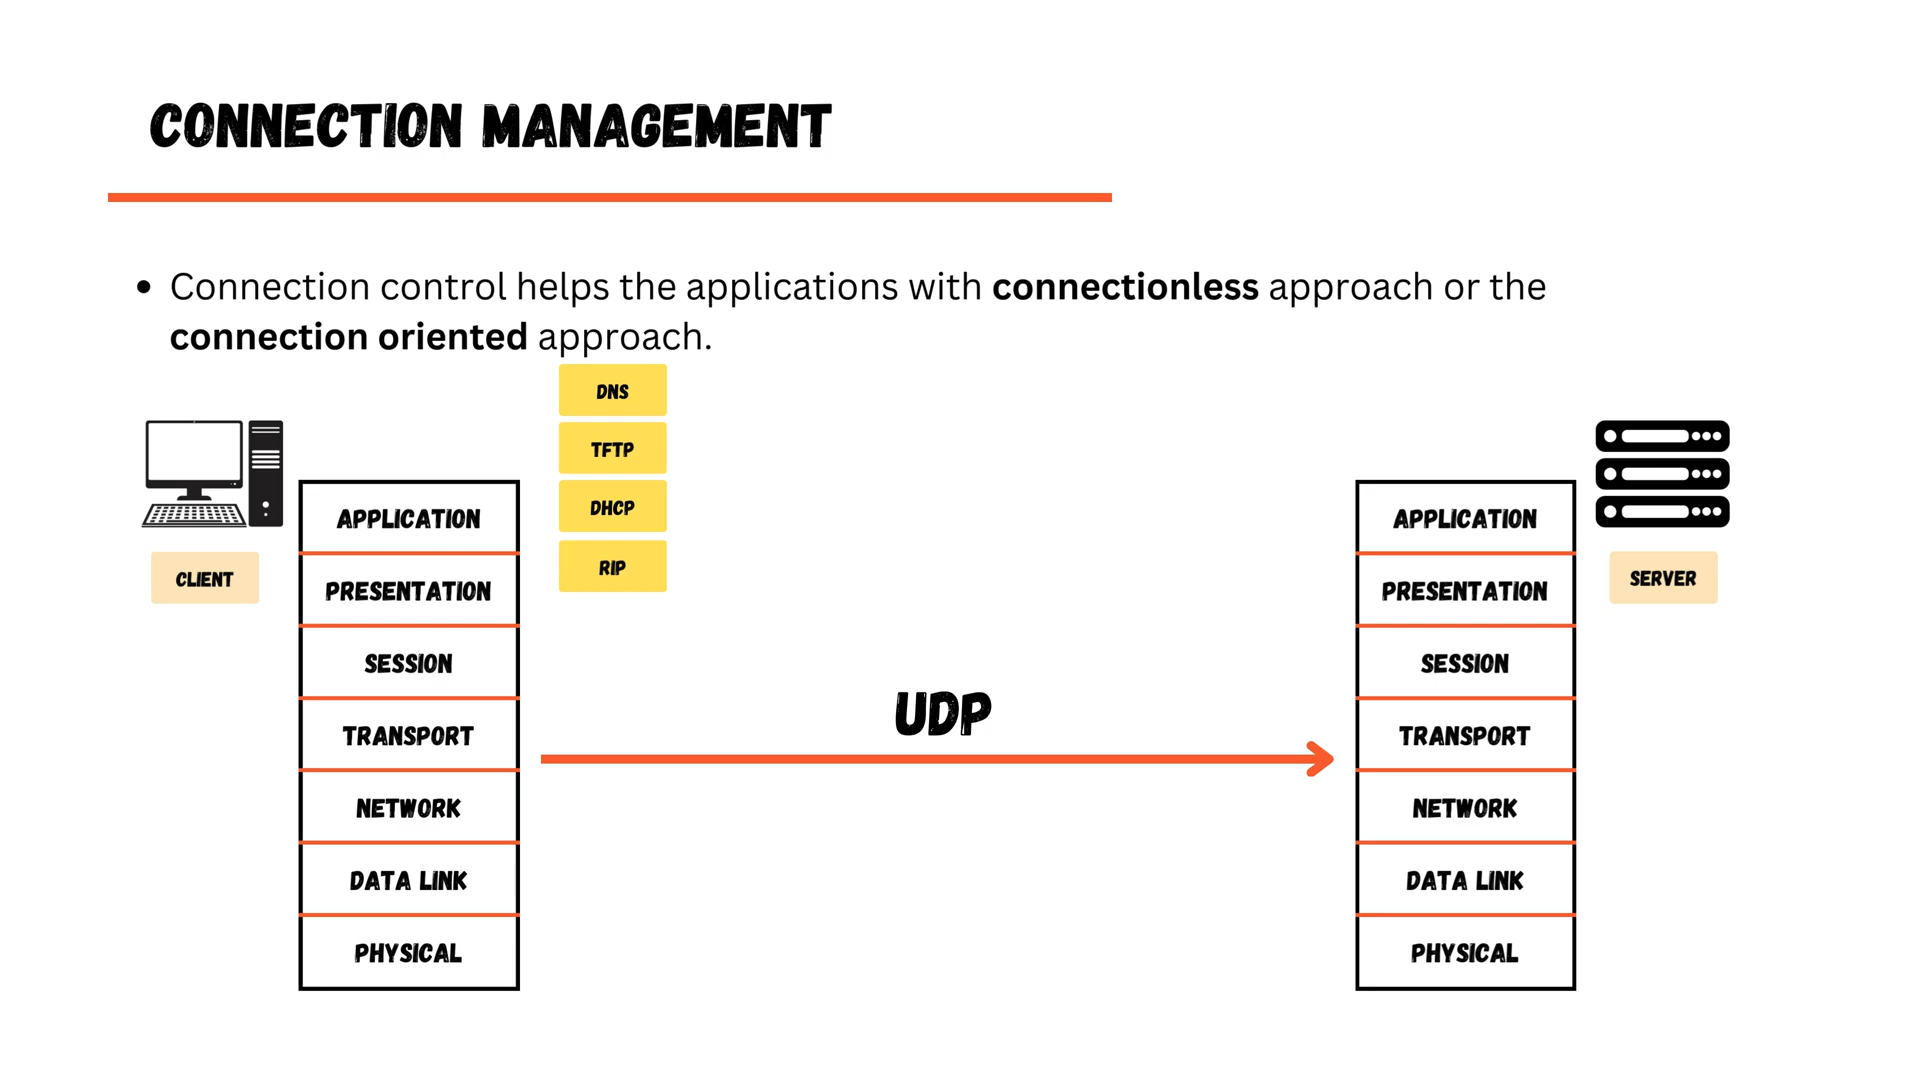 CONNECTION MANAGEMENT
• Connection control helps the applications with connectionless approach or the
connection oriented approach.
DNS
TFTP
DHCP
RIP
CLIENT
APPLICATION
PRESENTATION
SESSION
TRANSPORT
NETWORK
DATA LINK
PHYSICAL
UDP
APPLICATION
PRESENTATION
SESSION
TRANSPORT
NETWORK
DATA LINK
PHYSICAL
SERVER